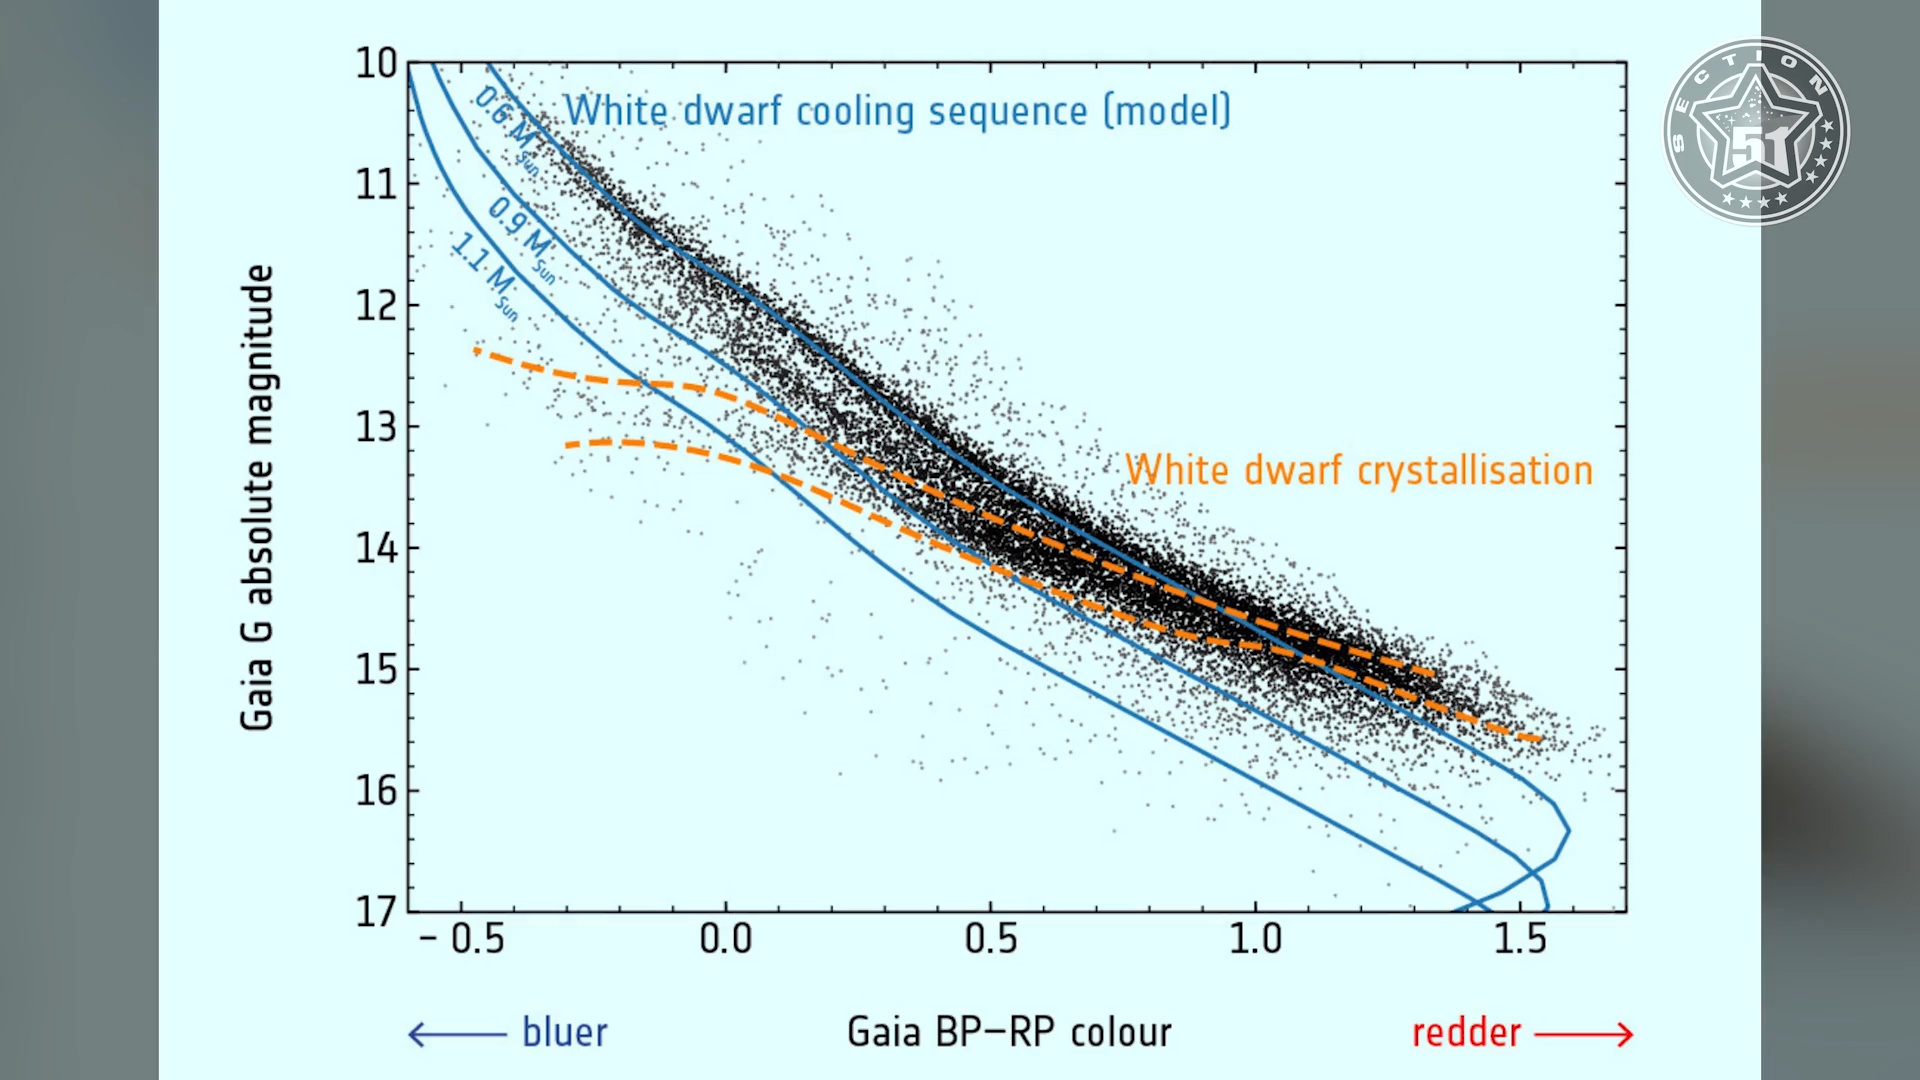 SECTION
51
White dwarf cooling sequence (model)
0.6 MSun
0.9 MSun
1.1 MSun
White dwarf crystallisation
Gaia G absolute magnitude
10
11
12
13
14
15
16
17
-0.5
0.0
0.5
1.0
1.5
← bluer
Gaia BP–RP colour
redder →